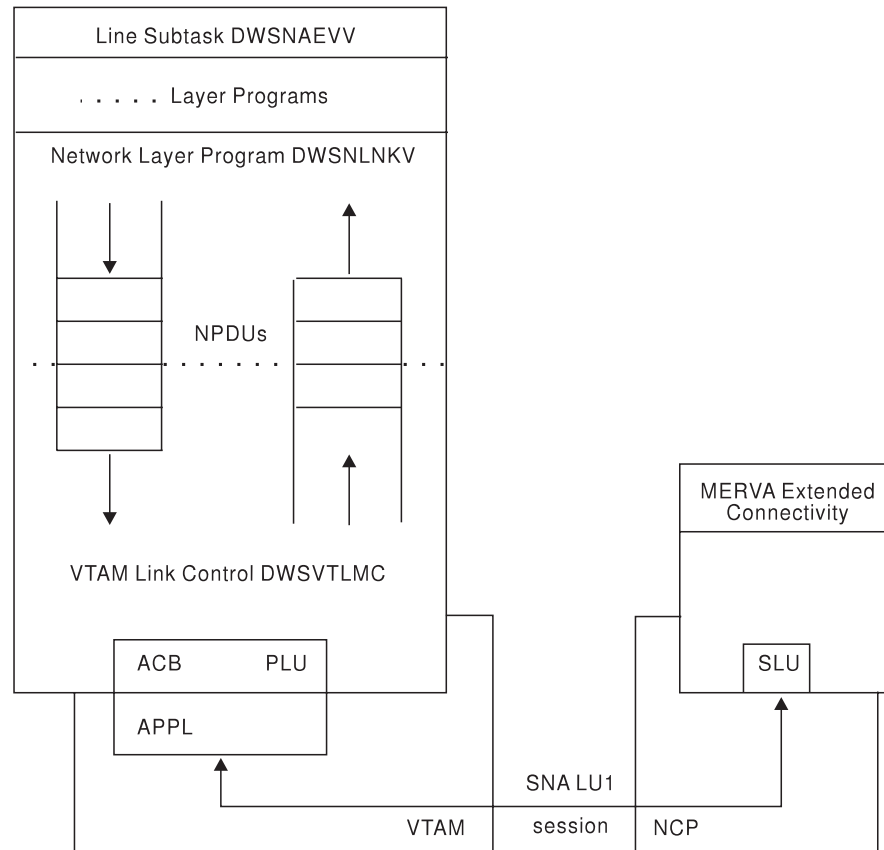 Line Subtask DWSNAEVV
. . . . . Layer Programs
Network Layer Program DWSNLNKV
NPDUs
MERVA Extended
Connectivity
VTAM Link Control DWSVTLMC
ACB PLU
SLU
APPL
SNA LU1
VTAM session NCP